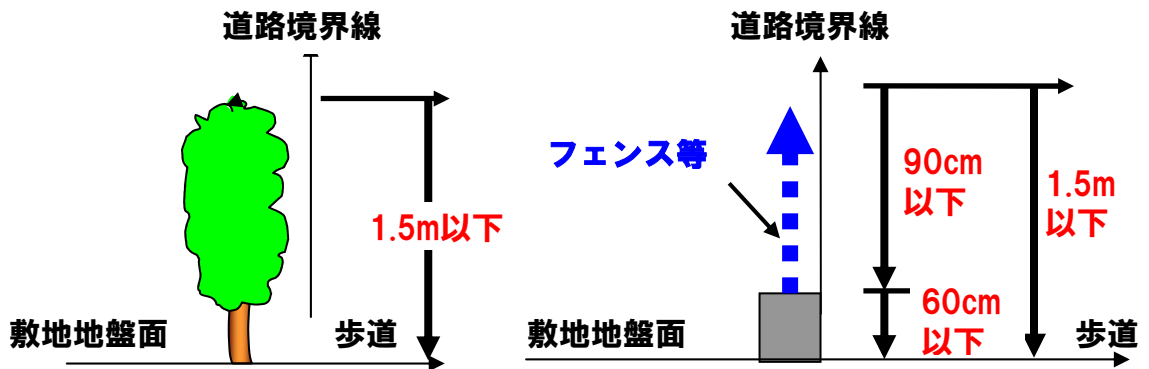 道路境界線
1.5m以下
敷地地盤面
歩道
道路境界線
フェンス等
90cm
以下
1.5m
以下
60cm
以下
敷地地盤面
歩道